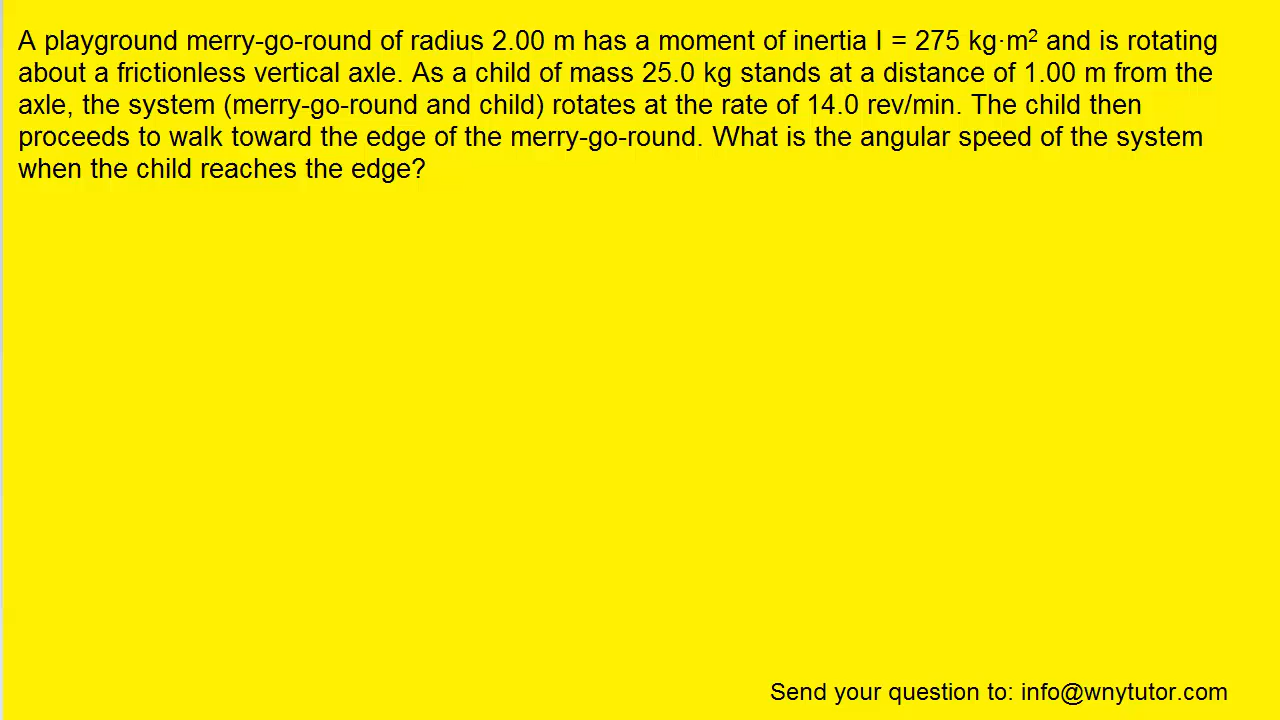 A playground merry-go-round of radius 2.00 m has a moment of inertia I = 275 kg·m² and is rotating
about a frictionless vertical axle. As a child of mass 25.0 kg stands at a distance of 1.00 m from the
axle, the system (merry-go-round and child) rotates at the rate of 14.0 rev/min. The child then
proceeds to walk toward the edge of the merry-go-round. What is the angular speed of the system
when the child reaches the edge?
Send your question to: info@wnytutor.com